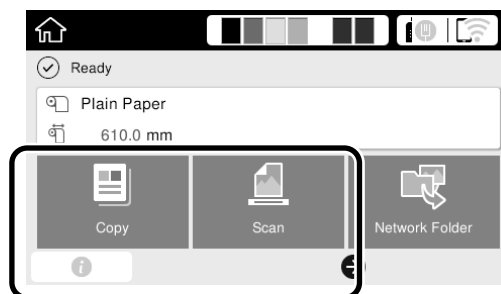 Ready
Plain Paper
610.0 mm
Copy
Scan
Network Folder
i